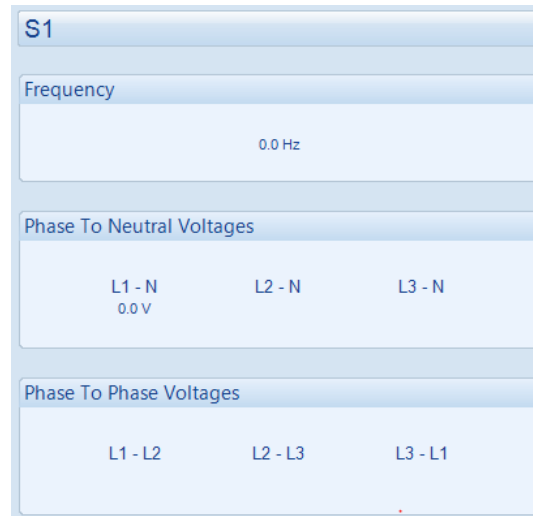 S1
Frequency
0.0 Hz
Phase To Neutral Voltages
L1 - N L2 - N L3 - N
0.0 V
Phase To Phase Voltages
L1 - L2 L2 - L3 L3 - L1